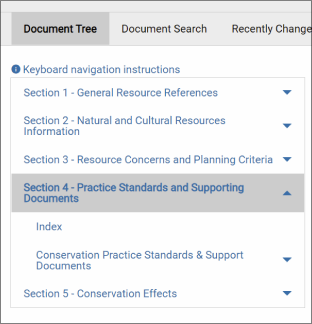 Document Tree Document Search Recently Change
Keyboard navigation instructions
Section 1 - General Resource References
Section 2 - Natural and Cultural Resources
Information
Section 3 - Resource Concerns and Planning Criteria
Section 4 - Practice Standards and Supporting
Documents
Index
Conservation Practice Standards & Support
Documents
Section 5 - Conservation Effects